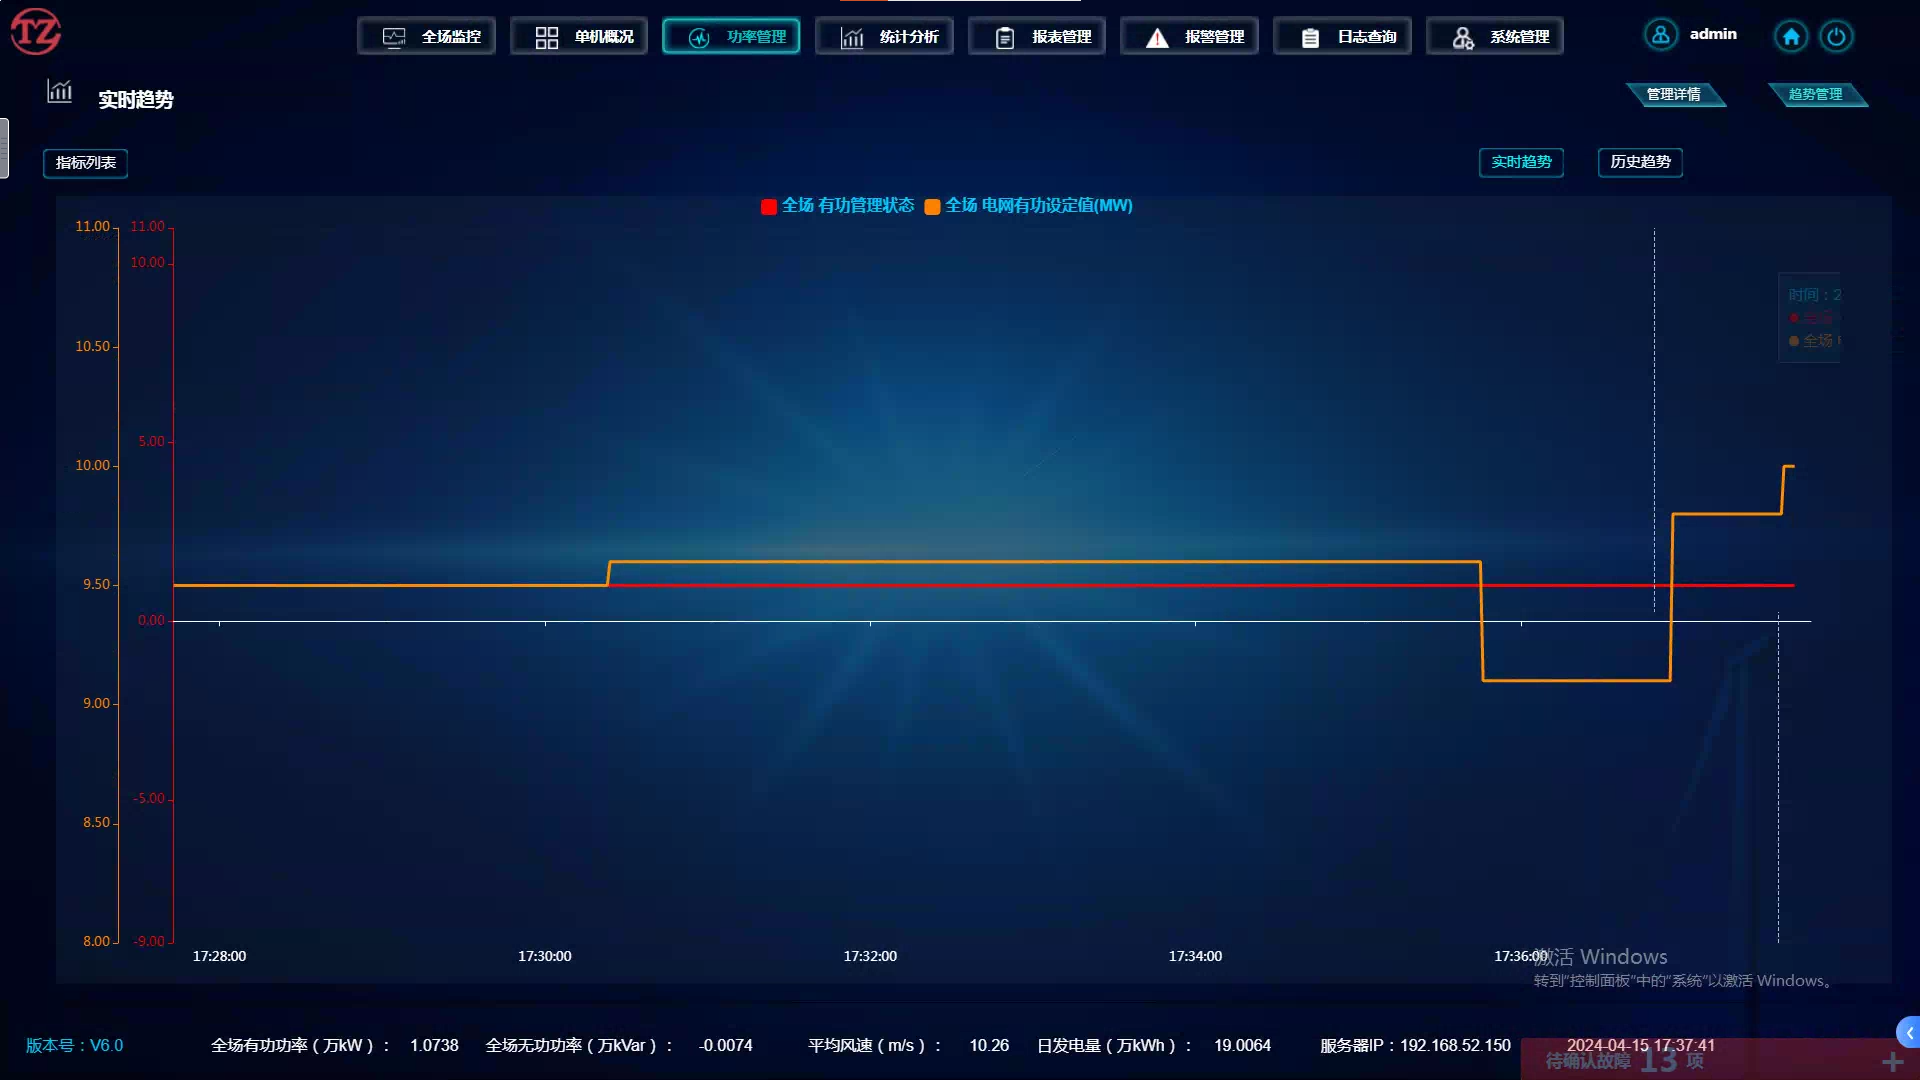 TZ
全场监控 单机概况 功率管理 统计分析 报表管理 报警管理 日志查询 系统管理 admin
实时趋势
管理详情 趋势管理
指标列表
实时趋势 历史趋势
全场 有功管理状态 全场 电网有功设定值(MW)
11.00 11.00
10.00
10.50
5.00
10.00
9.50
0.00
9.00
-5.00
8.50
8.00 -9.00
时间：2
全场
17:28:00 17:30:00 17:32:00 17:34:00 17:36:00
激活 Windows
转到"控制面板"中的"系统"以激活 Windows。
版本号：V6.0 全场有功功率（万kW）： 1.0738 全场无功功率（万kVar）： -0.0074 平均风速（m/s）： 10.26 日发电量（万kWh）： 19.0064 服务器IP：192.168.52.150 2024-04-15 17:37:41
待确认故障 13 项